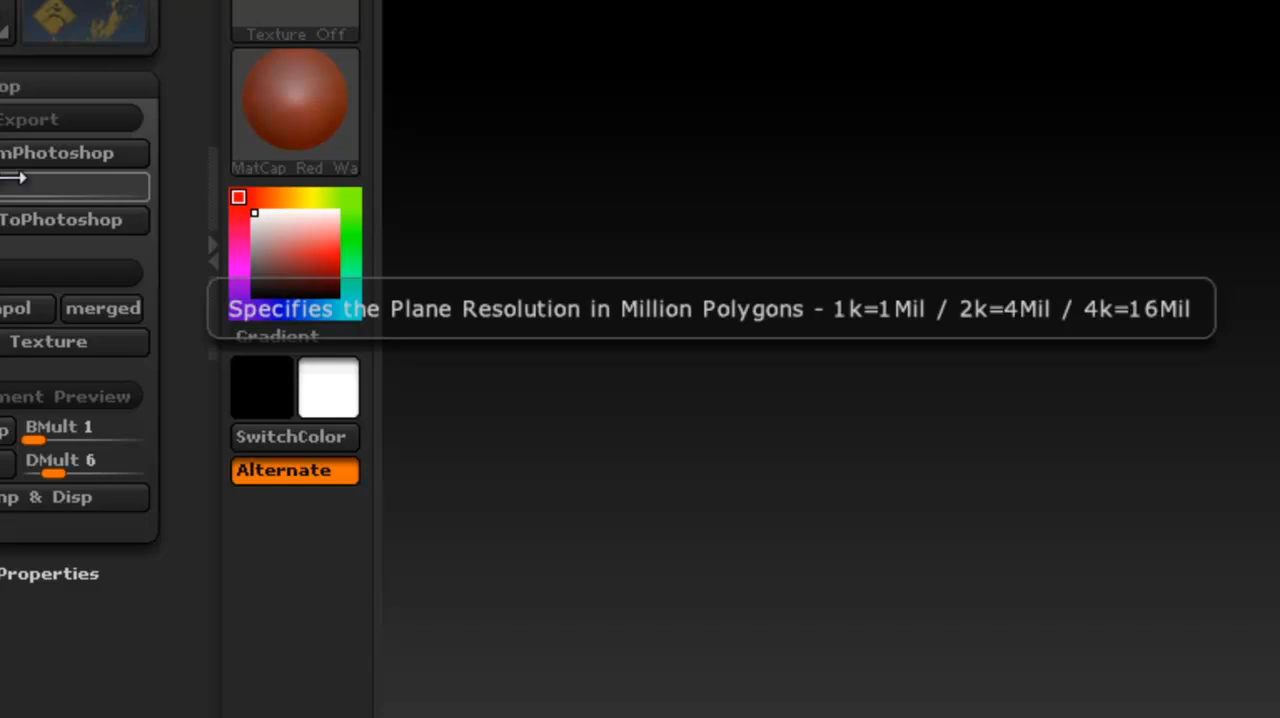 Texture Off
op
Export
mPhotoshop
MatCap Red Wa
ToPhotoshop
pol merged
Specifies the Plane Resolution in Million Polygons - 1k=1Mil / 2k=4Mil / 4k=16Mil
Texture
Gradient
ment Preview
p BMult 1
SwitchColor
DMult 6
Alternate
mp & Disp
Properties